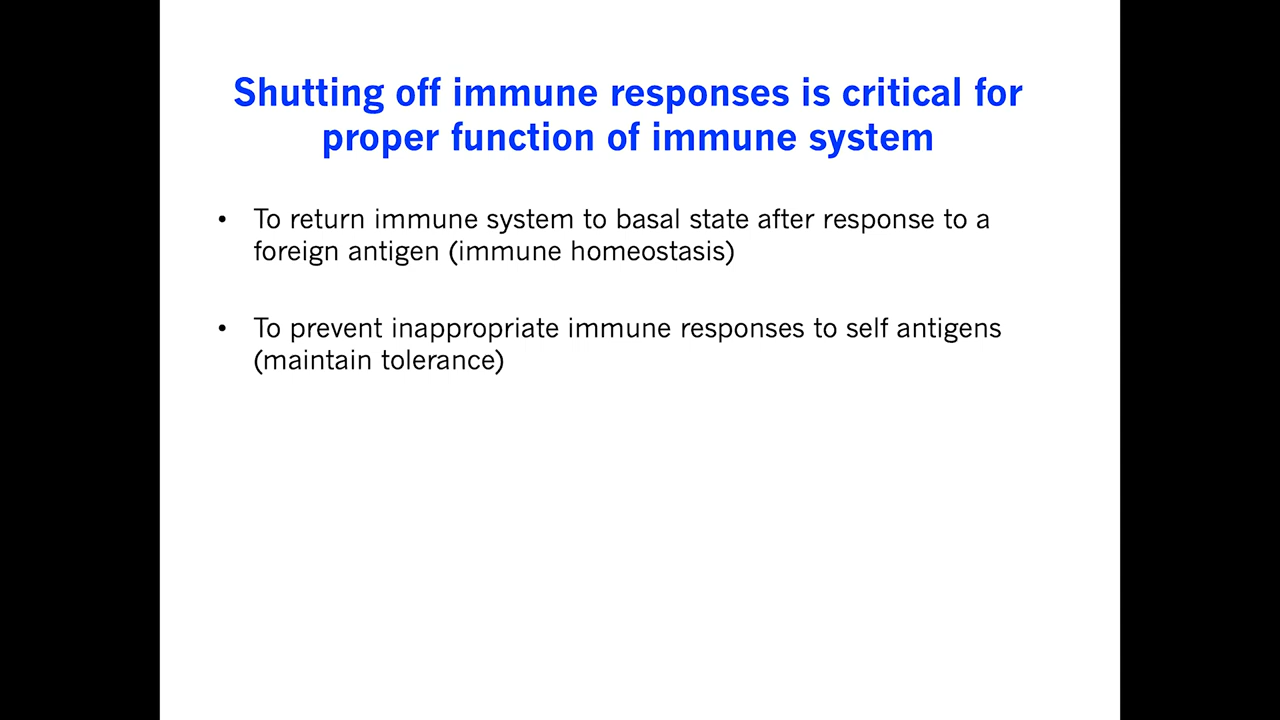 Shutting off immune responses is critical for
proper function of immune system
• To return immune system to basal state after response to a
foreign antigen (immune homeostasis)
• To prevent inappropriate immune responses to self antigens
(maintain tolerance)